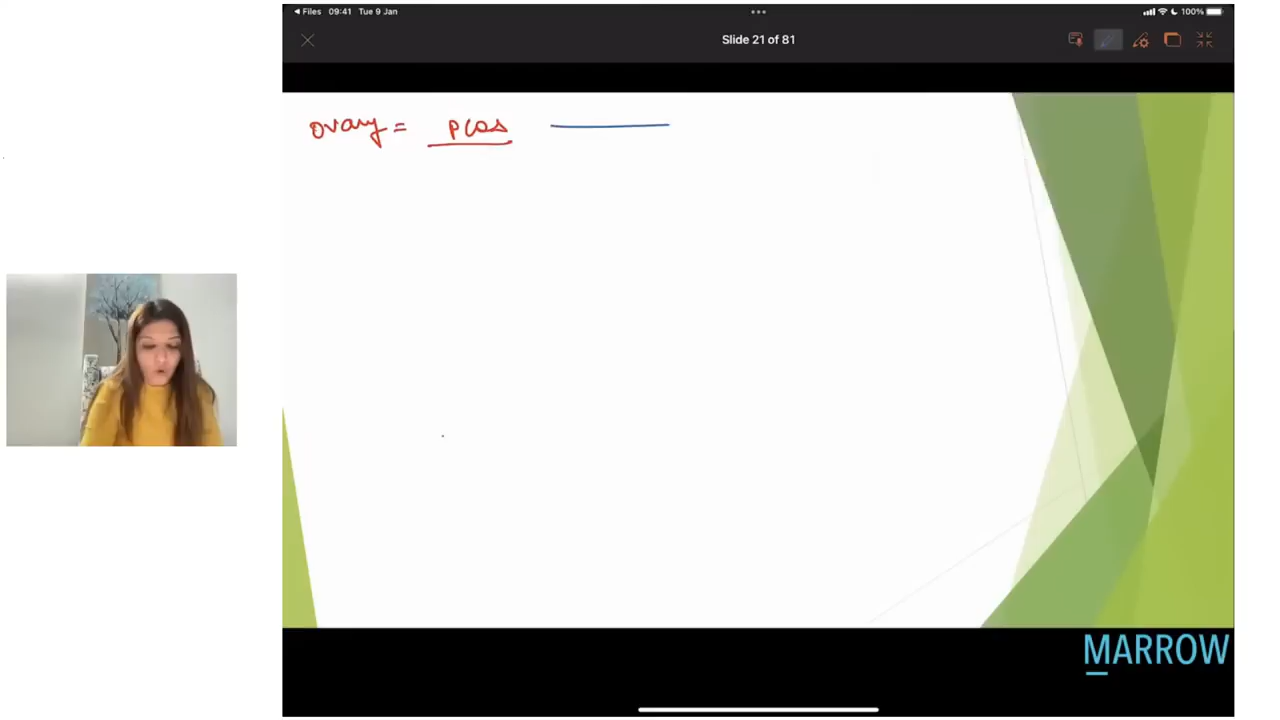 Files 09:41 Tue 9 Jan 100%
Slide 21 of 81
Ovary = PCOS
MARROW